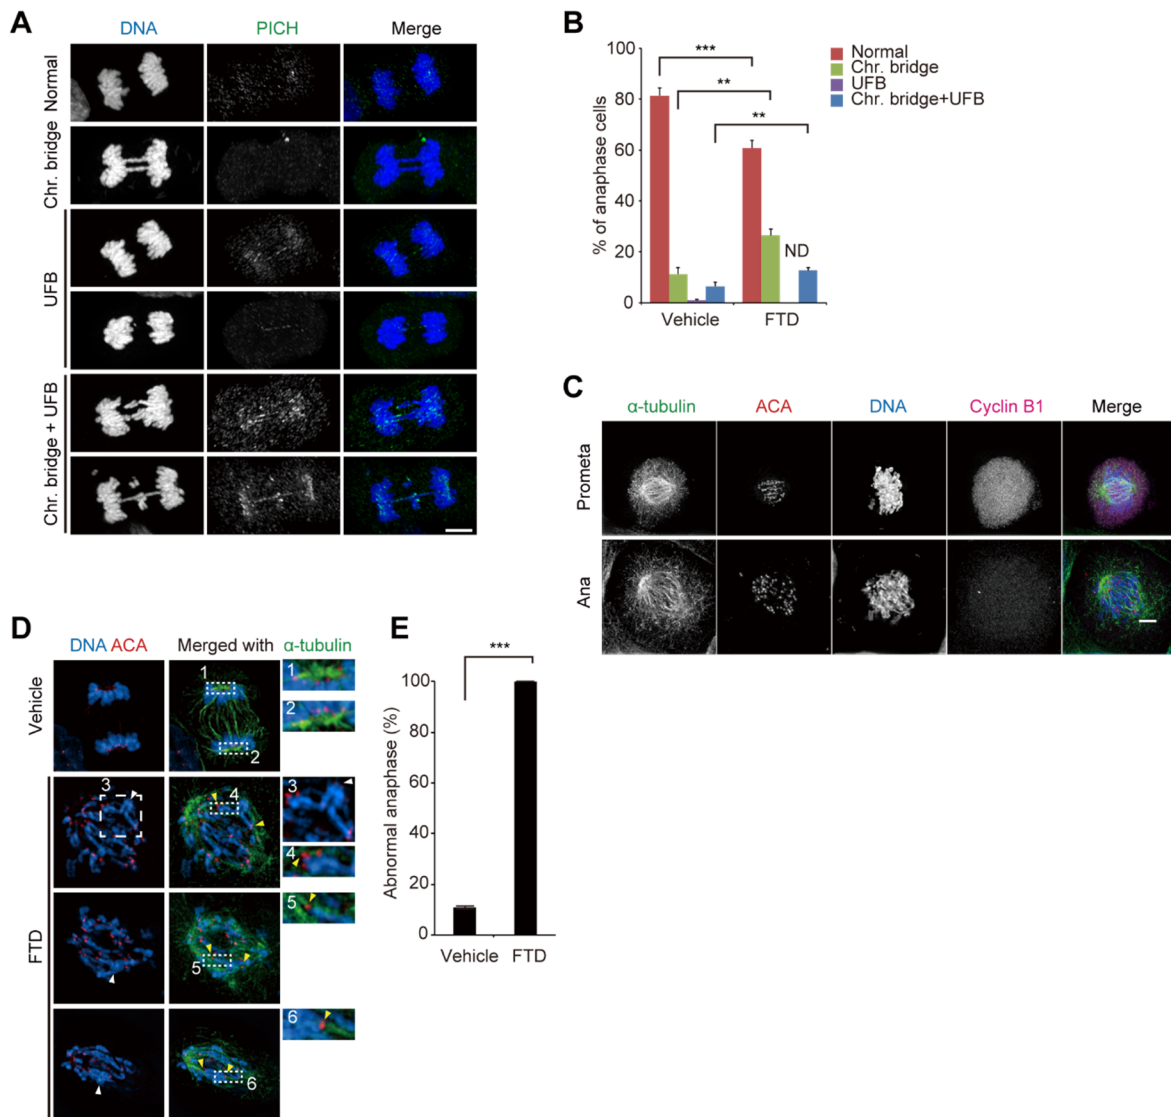 A
DNA
PICH
Merge
Normal
Chr. bridge
UFB
Chr. bridge + UFB
B
% of anaphase cells
100
80
60
40
20
0
***
**
**
ND
Vehicle
FTD
Normal
Chr. bridge
UFB
Chr. bridge+UFB
C
α-tubulin
ACA
DNA
Cyclin B1
Merge
Prometa
Ana
D
DNA ACA
Merged with
α-tubulin
Vehicle
1
2
1
2
FTD
3
4
3
4
5
5
6
6
E
Abnormal anaphase (%)
***
100
80
60
40
20
0
Vehicle
FTD